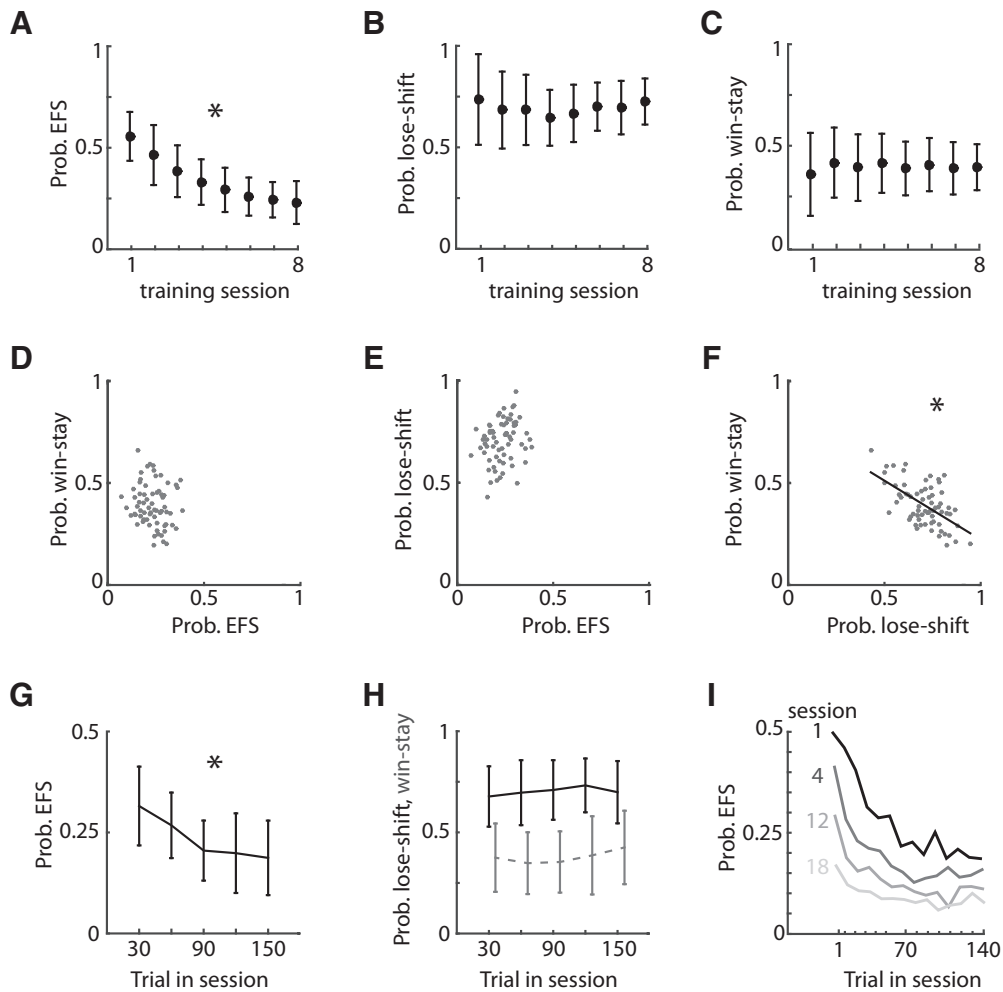 A
1
Prob. EFS
0.5
0
*
1
8
training session
B
1
Prob. lose-shift
0.5
0
1
8
training session
C
1
Prob. win-stay
0.5
0
1
8
training session
D
1
Prob. win-stay
0.5
0
0
0.5
1
Prob. EFS
E
1
Prob. lose-shift
0.5
0
0
0.5
1
Prob. EFS
F
1
Prob. win-stay
0.5
0
*
0
0.5
1
Prob. lose-shift
G
0.5
Prob. EFS
0.25
0
*
30
90
150
Trial in session
H
1
Prob. lose-shift, win-stay
0.5
0
30
90
150
Trial in session
I
session
0.5
1
4
Prob. EFS
0.25
12
18
0
1
70
140
Trial in session